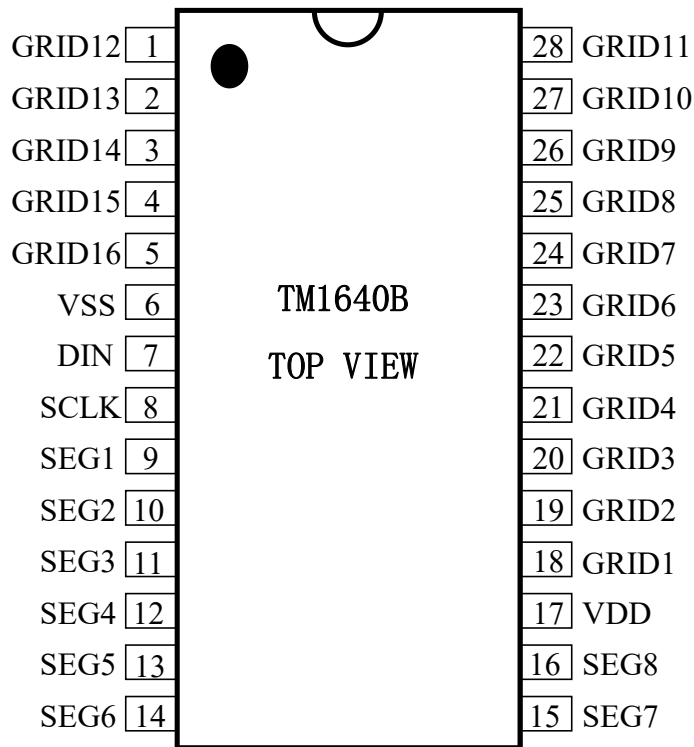 GRID12 1 28 GRID11
GRID13 2 27 GRID10
GRID14 3 26 GRID9
GRID15 4 25 GRID8
GRID16 5 24 GRID7
VSS 6 23 GRID6
TM1640B
DIN 7 22 GRID5
TOP VIEW
SCLK 8 21 GRID4
SEG1 9 20 GRID3
SEG2 10 19 GRID2
SEG3 11 18 GRID1
SEG4 12 17 VDD
SEG5 13 16 SEG8
SEG6 14 15 SEG7